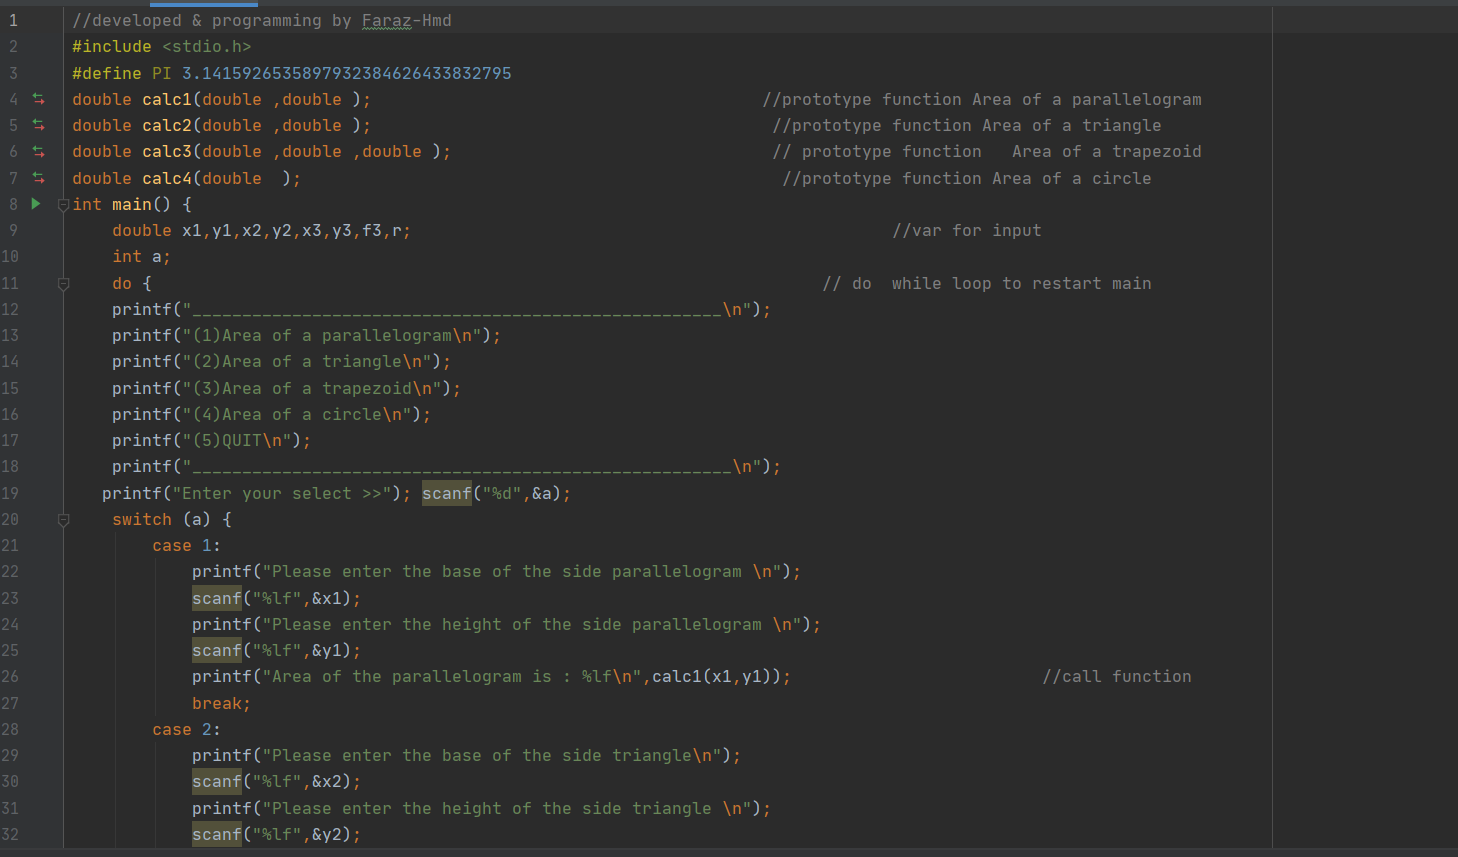 1 //developed & programming by Faraz-Hmd
2 #include <stdio.h>
3 #define PI 3.14159265358979323846264338327​95
4 double calc1(double ,double ); //prototype function Area of a parallelogram
5 double calc2(double ,double ); //prototype function Area of a triangle
6 double calc3(double ,double ,double ); // prototype function   Area of a trapezoid
7 double calc4(double  ); //prototype function Area of a circle
8 int main() {
9 double x1,y1,x2,y2,x3,y3,f3,r; //var for input
10 int a;
11 do { // do  while loop to restart main
12 printf("_____________________________________________________\n");
13 printf("(1)Area of a parallelogram\n");
14 printf("(2)Area of a triangle\n");
15 printf("(3)Area of a trapezoid\n");
16 printf("(4)Area of a circle\n");
17 printf("(5)QUIT\n");
18 printf("______________________________________________________\n");
19 printf("Enter your select >>"); scanf("%d",&a);
20 switch (a) {
21 case 1:
22 printf("Please enter the base of the side parallelogram \n");
23 scanf("%lf",&x1);
24 printf("Please enter the height of the side parallelogram \n");
25 scanf("%lf",&y1);
26 printf("Area of the parallelogram is : %lf\n",calc1(x1,y1)); //call function
27 break;
28 case 2:
29 printf("Please enter the base of the side triangle\n");
30 scanf("%lf",&x2);
31 printf("Please enter the height of the side triangle \n");
32 scanf("%lf",&y2);